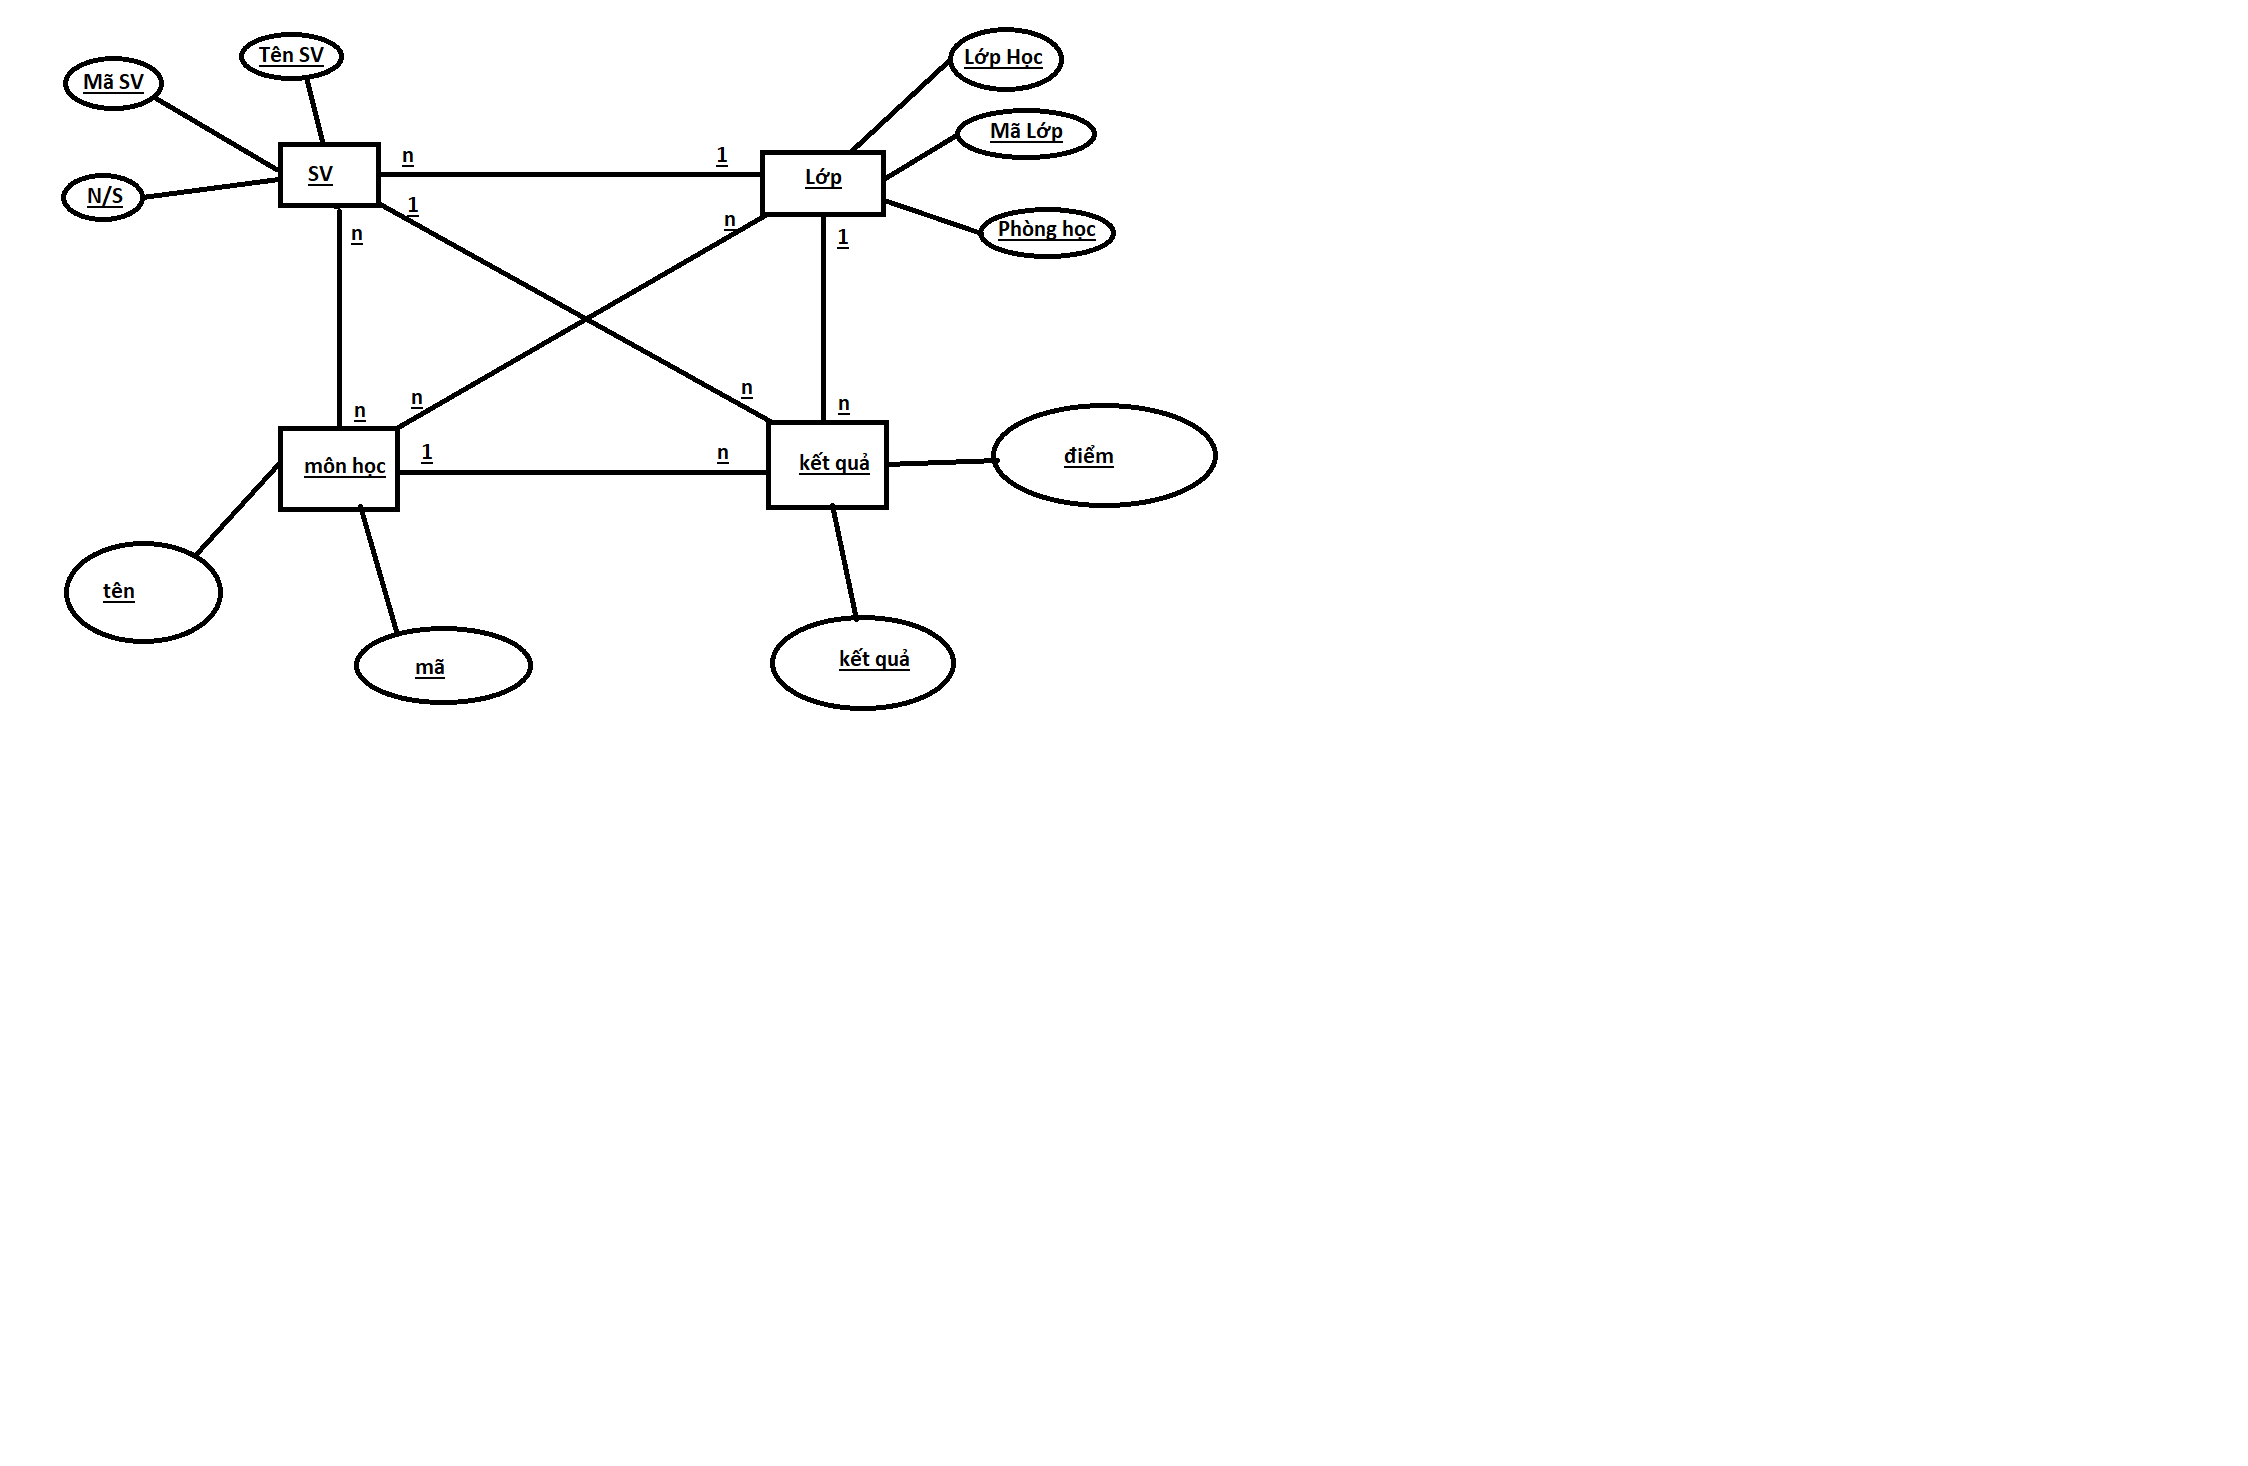 Tên SV
Lớp Học
Mã SV
Mã Lớp
n
1
SV
Lớp
N/S
1
n
Phòng học
n
1
n
n
n
n
1
n
điểm
môn học
kết quả
tên
kết quả
mã